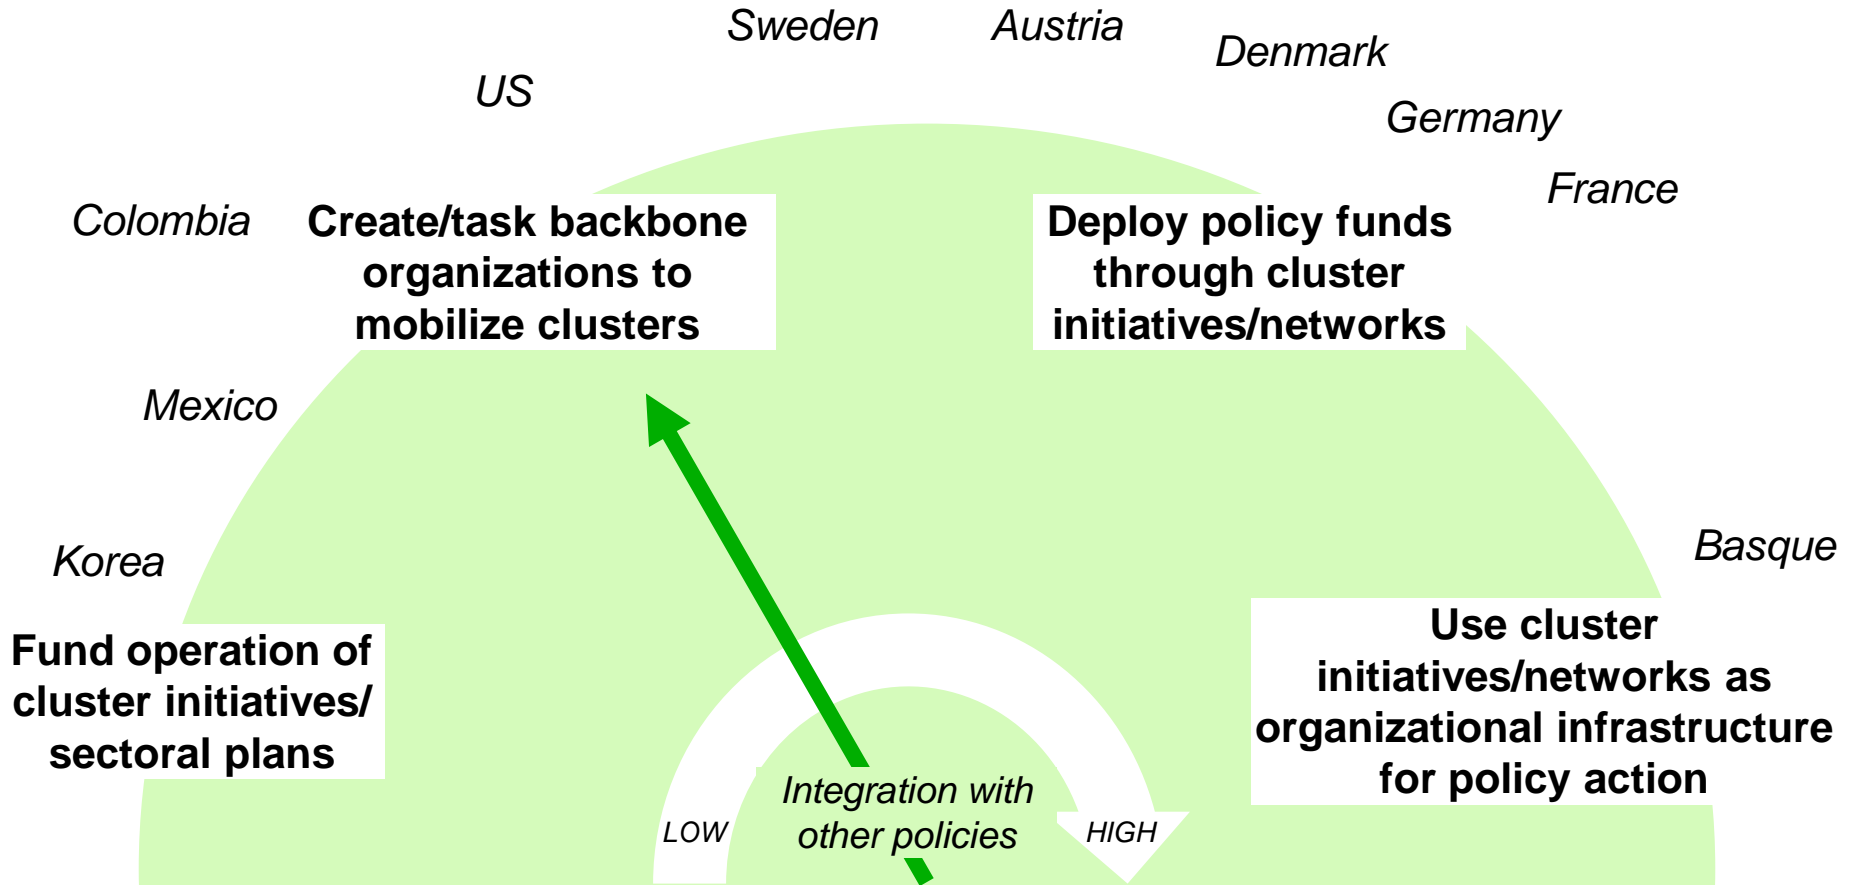 Sweden
Austria
Denmark
US
Germany
France
Colombia
Create/task backbone
organizations to
mobilize clusters
Deploy policy funds
through cluster
initiatives/networks
Mexico
Korea
Basque
Fund operation of
cluster initiatives/
sectoral plans
Use cluster
initiatives/networks as
organizational infrastructure
for policy action
Integration with
other policies
LOW
HIGH